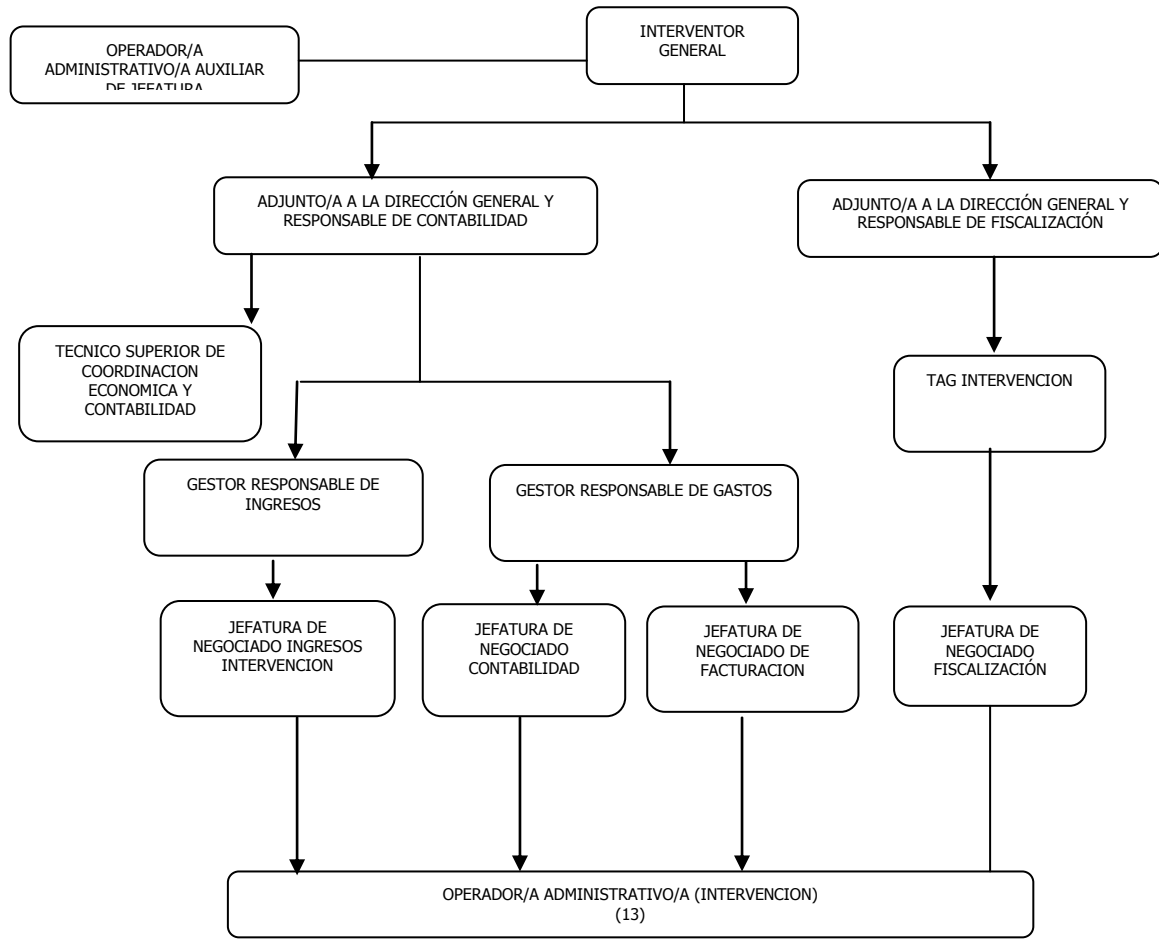 INTERVENTOR
GENERAL
OPERADOR/A
ADMINISTRATIVO/A AUXILIAR
DE JEFATURA
ADJUNTO/A A LA DIRECCIÓN GENERAL Y
RESPONSABLE DE CONTABILIDAD
ADJUNTO/A A LA DIRECCIÓN GENERAL Y
RESPONSABLE DE FISCALIZACIÓN
TECNICO SUPERIOR DE
COORDINACION
ECONOMICA Y
CONTABILIDAD
TAG INTERVENCION
GESTOR RESPONSABLE DE
INGRESOS
GESTOR RESPONSABLE DE GASTOS
JEFATURA DE
NEGOCIADO INGRESOS
INTERVENCION
JEFATURA DE
NEGOCIADO
CONTABILIDAD
JEFATURA DE
NEGOCIADO DE
FACTURACION
JEFATURA DE
NEGOCIADO
FISCALIZACIÓN
OPERADOR/A ADMINISTRATIVO/A (INTERVENCION)
(13)